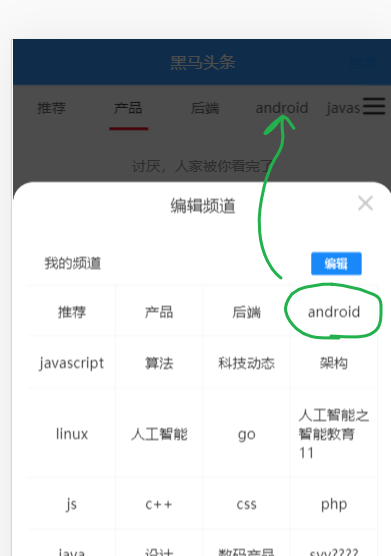 黑马头条
推荐 产品 后端 android javas
讨厌，人家被你看完了
编辑频道
我的频道 编辑
推荐 产品 后端 android
javascript 算法 科技动态 架构
linux 人工智能 go 人工智能之
智能教育
11
js c++ css php
java 设计 数码产品 syy????